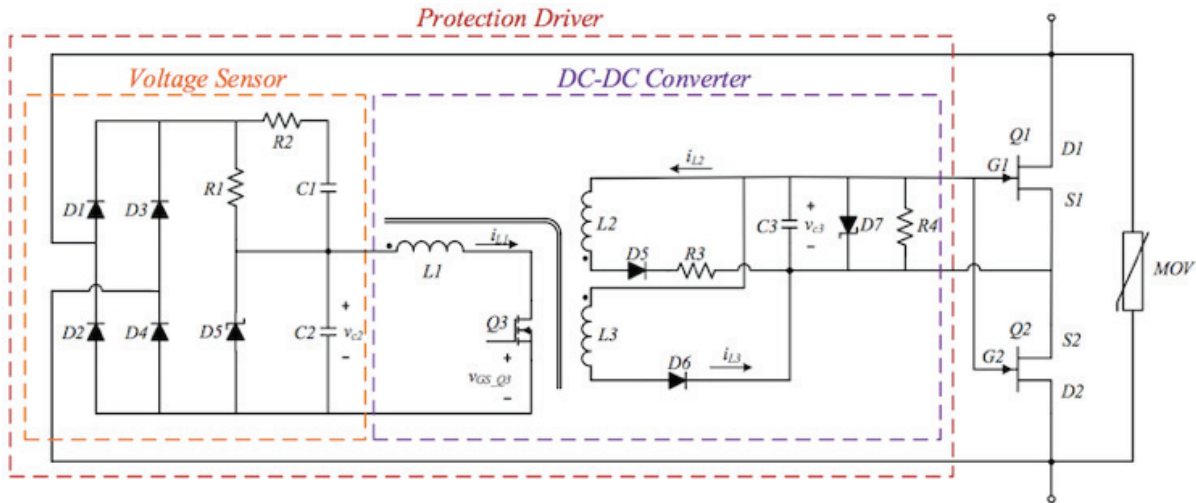 Protection Driver
Voltage Sensor
DC-DC Converter
R2
R1
C1
D1
D3
D2
D4
D5
C2
+
vc2
-
iL1
L1
Q3
+
vGS_Q3
-
iL2
L2
D5
R3
C3
+
vc3
-
D7
R4
L3
D6
iL3
Q1
D1
G1
S1
MOV
Q2
S2
G2
D2